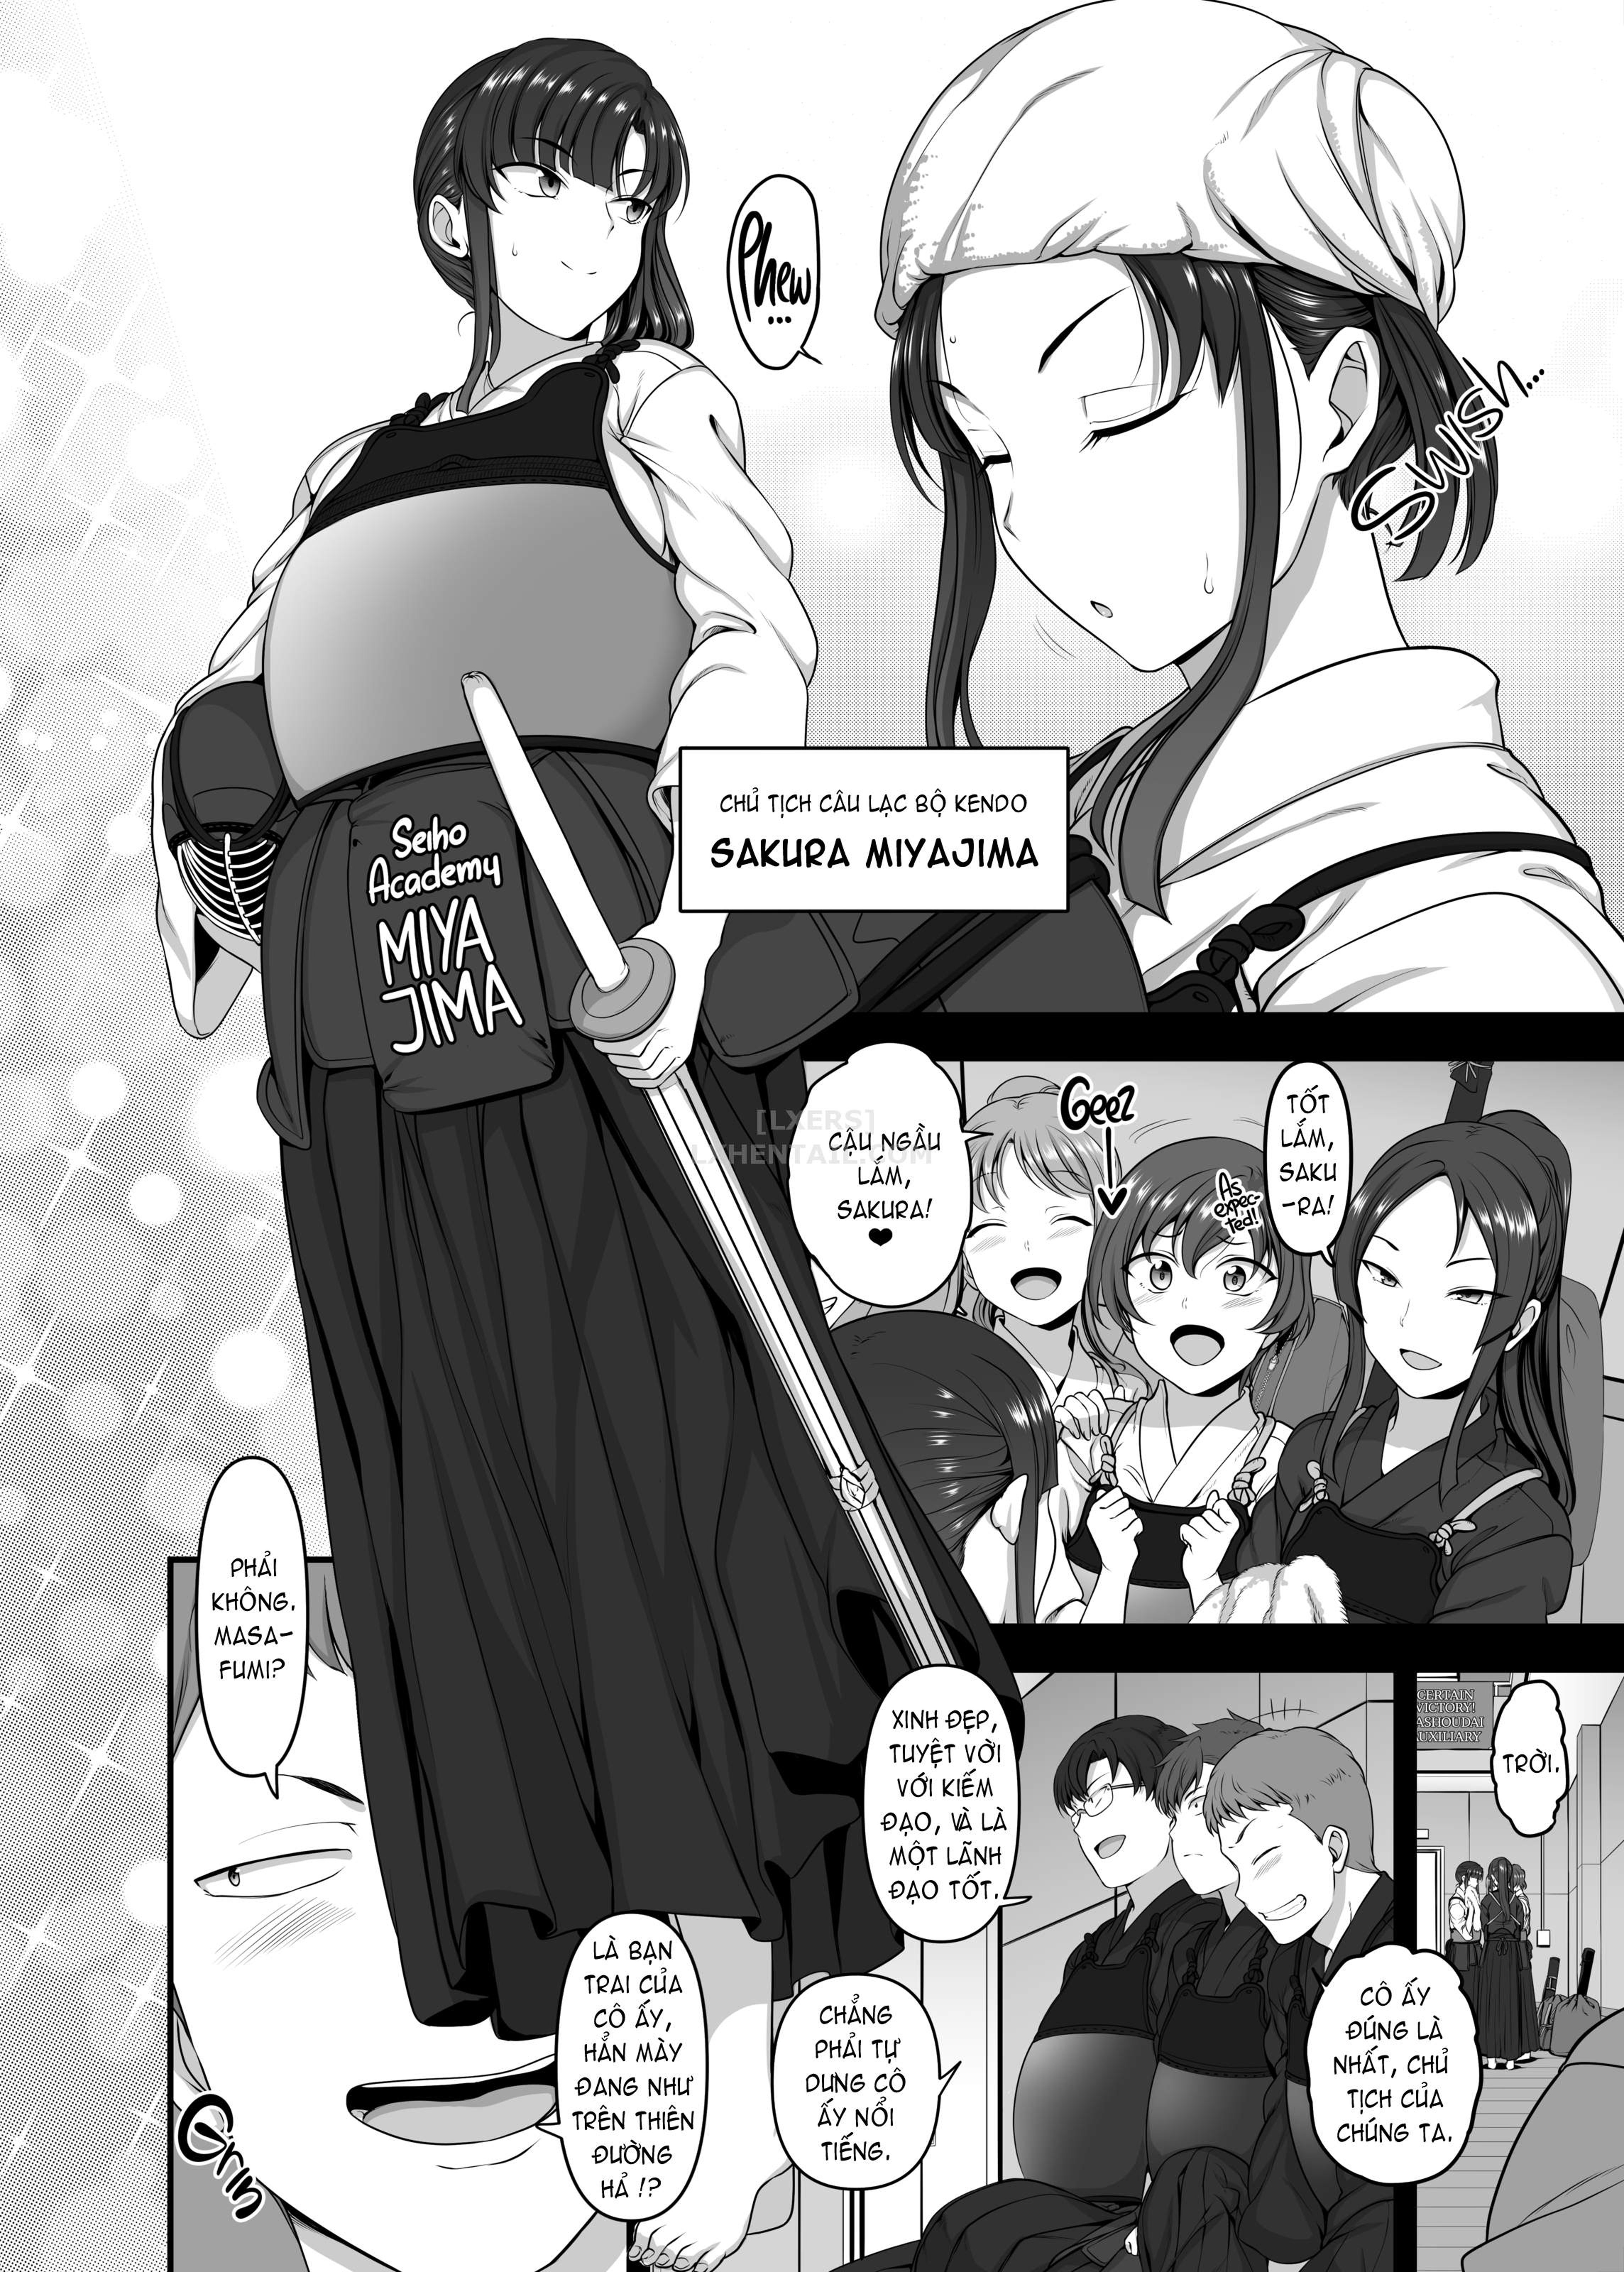 Phew
...
SWISH...
Seiho
Academy
MIYA
JIMA
CHỦ TỊCH CÂU LẠC BỘ KENDO
SAKURA MIYAJIMA
TỐT
LẮM,
SAKU
-RA!
As
expec-
ted!
Geez
CẬU NGẦU
LẮM,
SAKURA!
♥
[LXERS]
LXHENTAI.COM
CERTAIN
VICTORY!
ASHOUDAI
AUXILIARY
TRỜI.
CÔ ẤY
ĐÚNG LÀ
NHẤT, CHỦ
TỊCH CỦA
CHÚNG TA.
XINH ĐẸP,
TUYỆT VỜI
VỚI KIẾM
ĐẠO, VÀ LÀ
MỘT LÃNH
ĐẠO TỐT.
CHẲNG
PHẢI TỰ
DƯNG CÔ
ẤY NỔI
TIẾNG.
LÀ BẠN
TRAI CỦA
CÔ ẤY,
HẲN MÀY
ĐANG NHƯ
TRÊN THIÊN
ĐƯỜNG
HẢ !?
PHẢI
KHÔNG.
MASA-
FUMI?
Grin